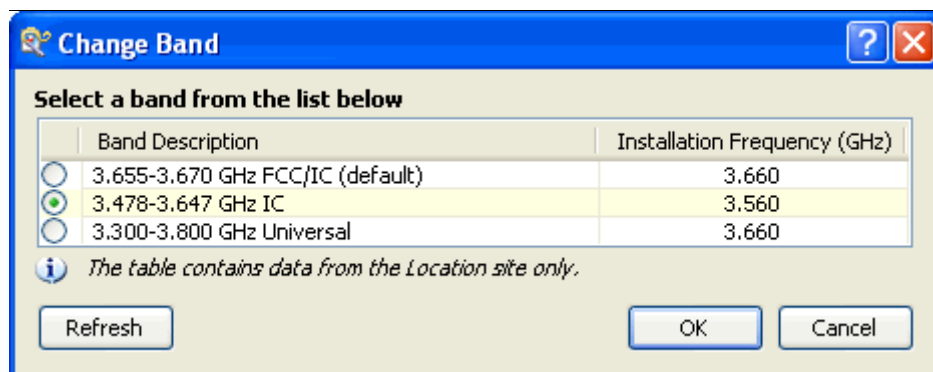 Change Band
Select a band from the list below
Band Description Installation Frequency (GHz)
3.655-3.670 GHz FCC/IC (default) 3.660
3.478-3.647 GHz IC 3.560
3.300-3.800 GHz Universal 3.660
The table contains data from the Location site only.
Refresh OK Cancel